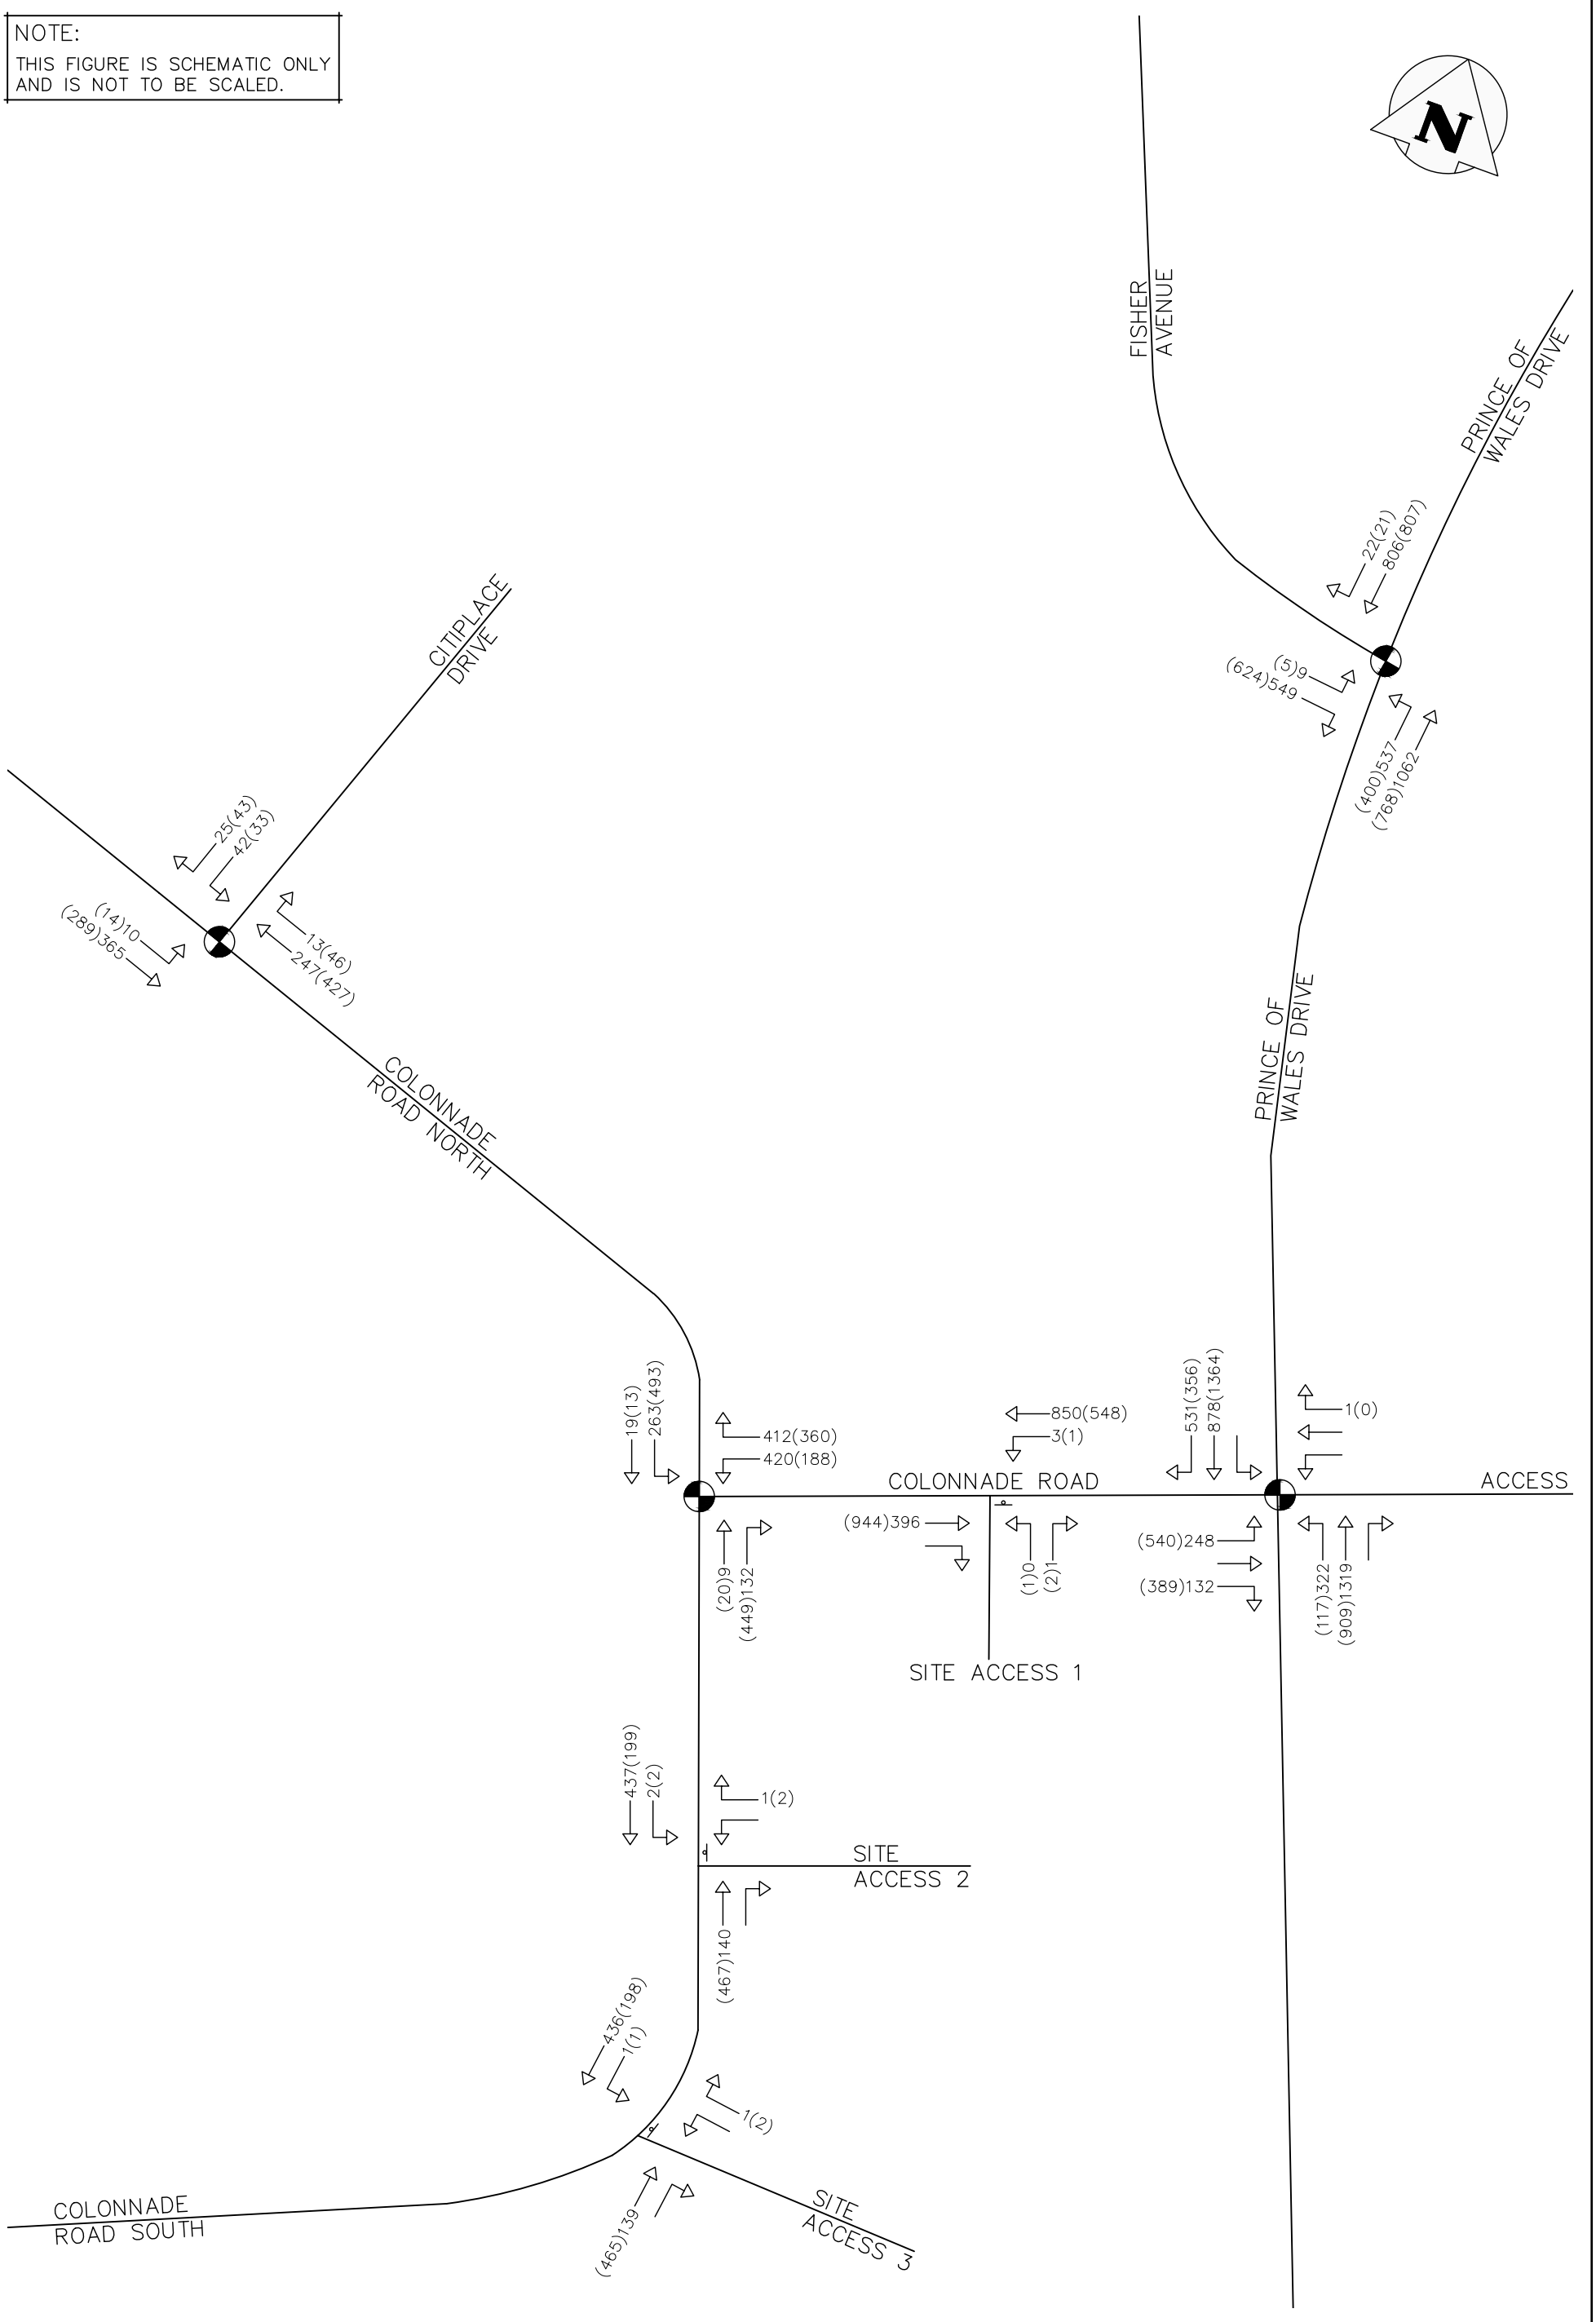 NOTE:
THIS FIGURE IS SCHEMATIC ONLY
AND IS NOT TO BE SCALED.
N
FISHER
AVENUE
PRINCE OF
WALES DRIVE
22(21)
806(807)
(5)9
(624)549
(400)537
(768)1062
CITIPLACE
DRIVE
25(43)
42(33)
(14)10
(289)365
13(46)
247(427)
COLONNADE
ROAD NORTH
PRINCE OF
WALES DRIVE
19(13)
263(493)
412(360)
420(188)
850(548)
3(1)
531(356)
878(1364)
1(0)
COLONNADE ROAD
ACCESS
(20)9
(449)132
(944)396
(1)0
(2)1
(540)248
(389)132
(117)322
(909)1319
SITE ACCESS 1
437(199)
2(2)
1(2)
SITE
ACCESS 2
(467)140
436(198)
1(1)
1(2)
(465)139
SITE
ACCESS 3
COLONNADE
ROAD SOUTH